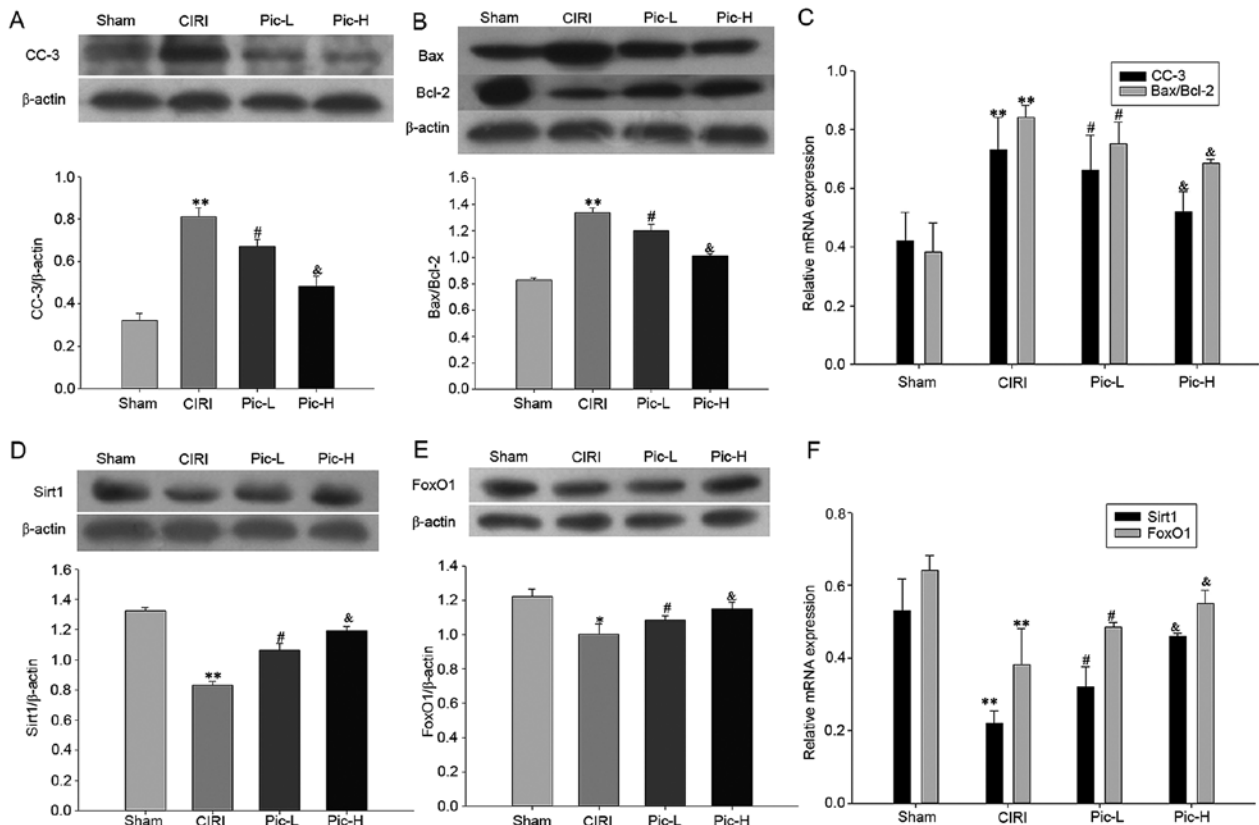 A
Sham CIRI Pic-L Pic-H
CC-3
β-actin
CC-3/β-actin
1.0
0.8
0.6
0.4
0.2
0.0
** # &
Sham CIRI Pic-L Pic-H
B
Sham CIRI Pic-L Pic-H
Bax
Bcl-2
β-actin
Bax/Bcl-2
1.6
1.4
1.2
1.0
0.8
0.6
0.4
0.2
0.0
** # &
Sham CIRI Pic-L Pic-H
C
CC-3
Bax/Bcl-2
Relative mRNA expression
1.0
0.8
0.6
0.4
0.2
0.0
** ** # # & &
Sham CIRI Pic-L Pic-H
D
Sham CIRI Pic-L Pic-H
Sirt1
β-actin
Sirt1/β-actin
1.6
1.4
1.2
1.0
0.8
0.6
0.4
0.2
0.0
** # &
Sham CIRI Pic-L Pic-H
E
Sham CIRI Pic-L Pic-H
FoxO1
β-actin
FoxO1/β-actin
1.4
1.2
1.0
0.8
0.6
0.4
0.2
0.0
* # &
Sham CIRI Pic-L Pic-H
F
Sirt1
FoxO1
Relative mRNA expression
0.8
0.6
0.4
0.2
0.0
** ** # # & &
Sham CIRI Pic-L Pic-H